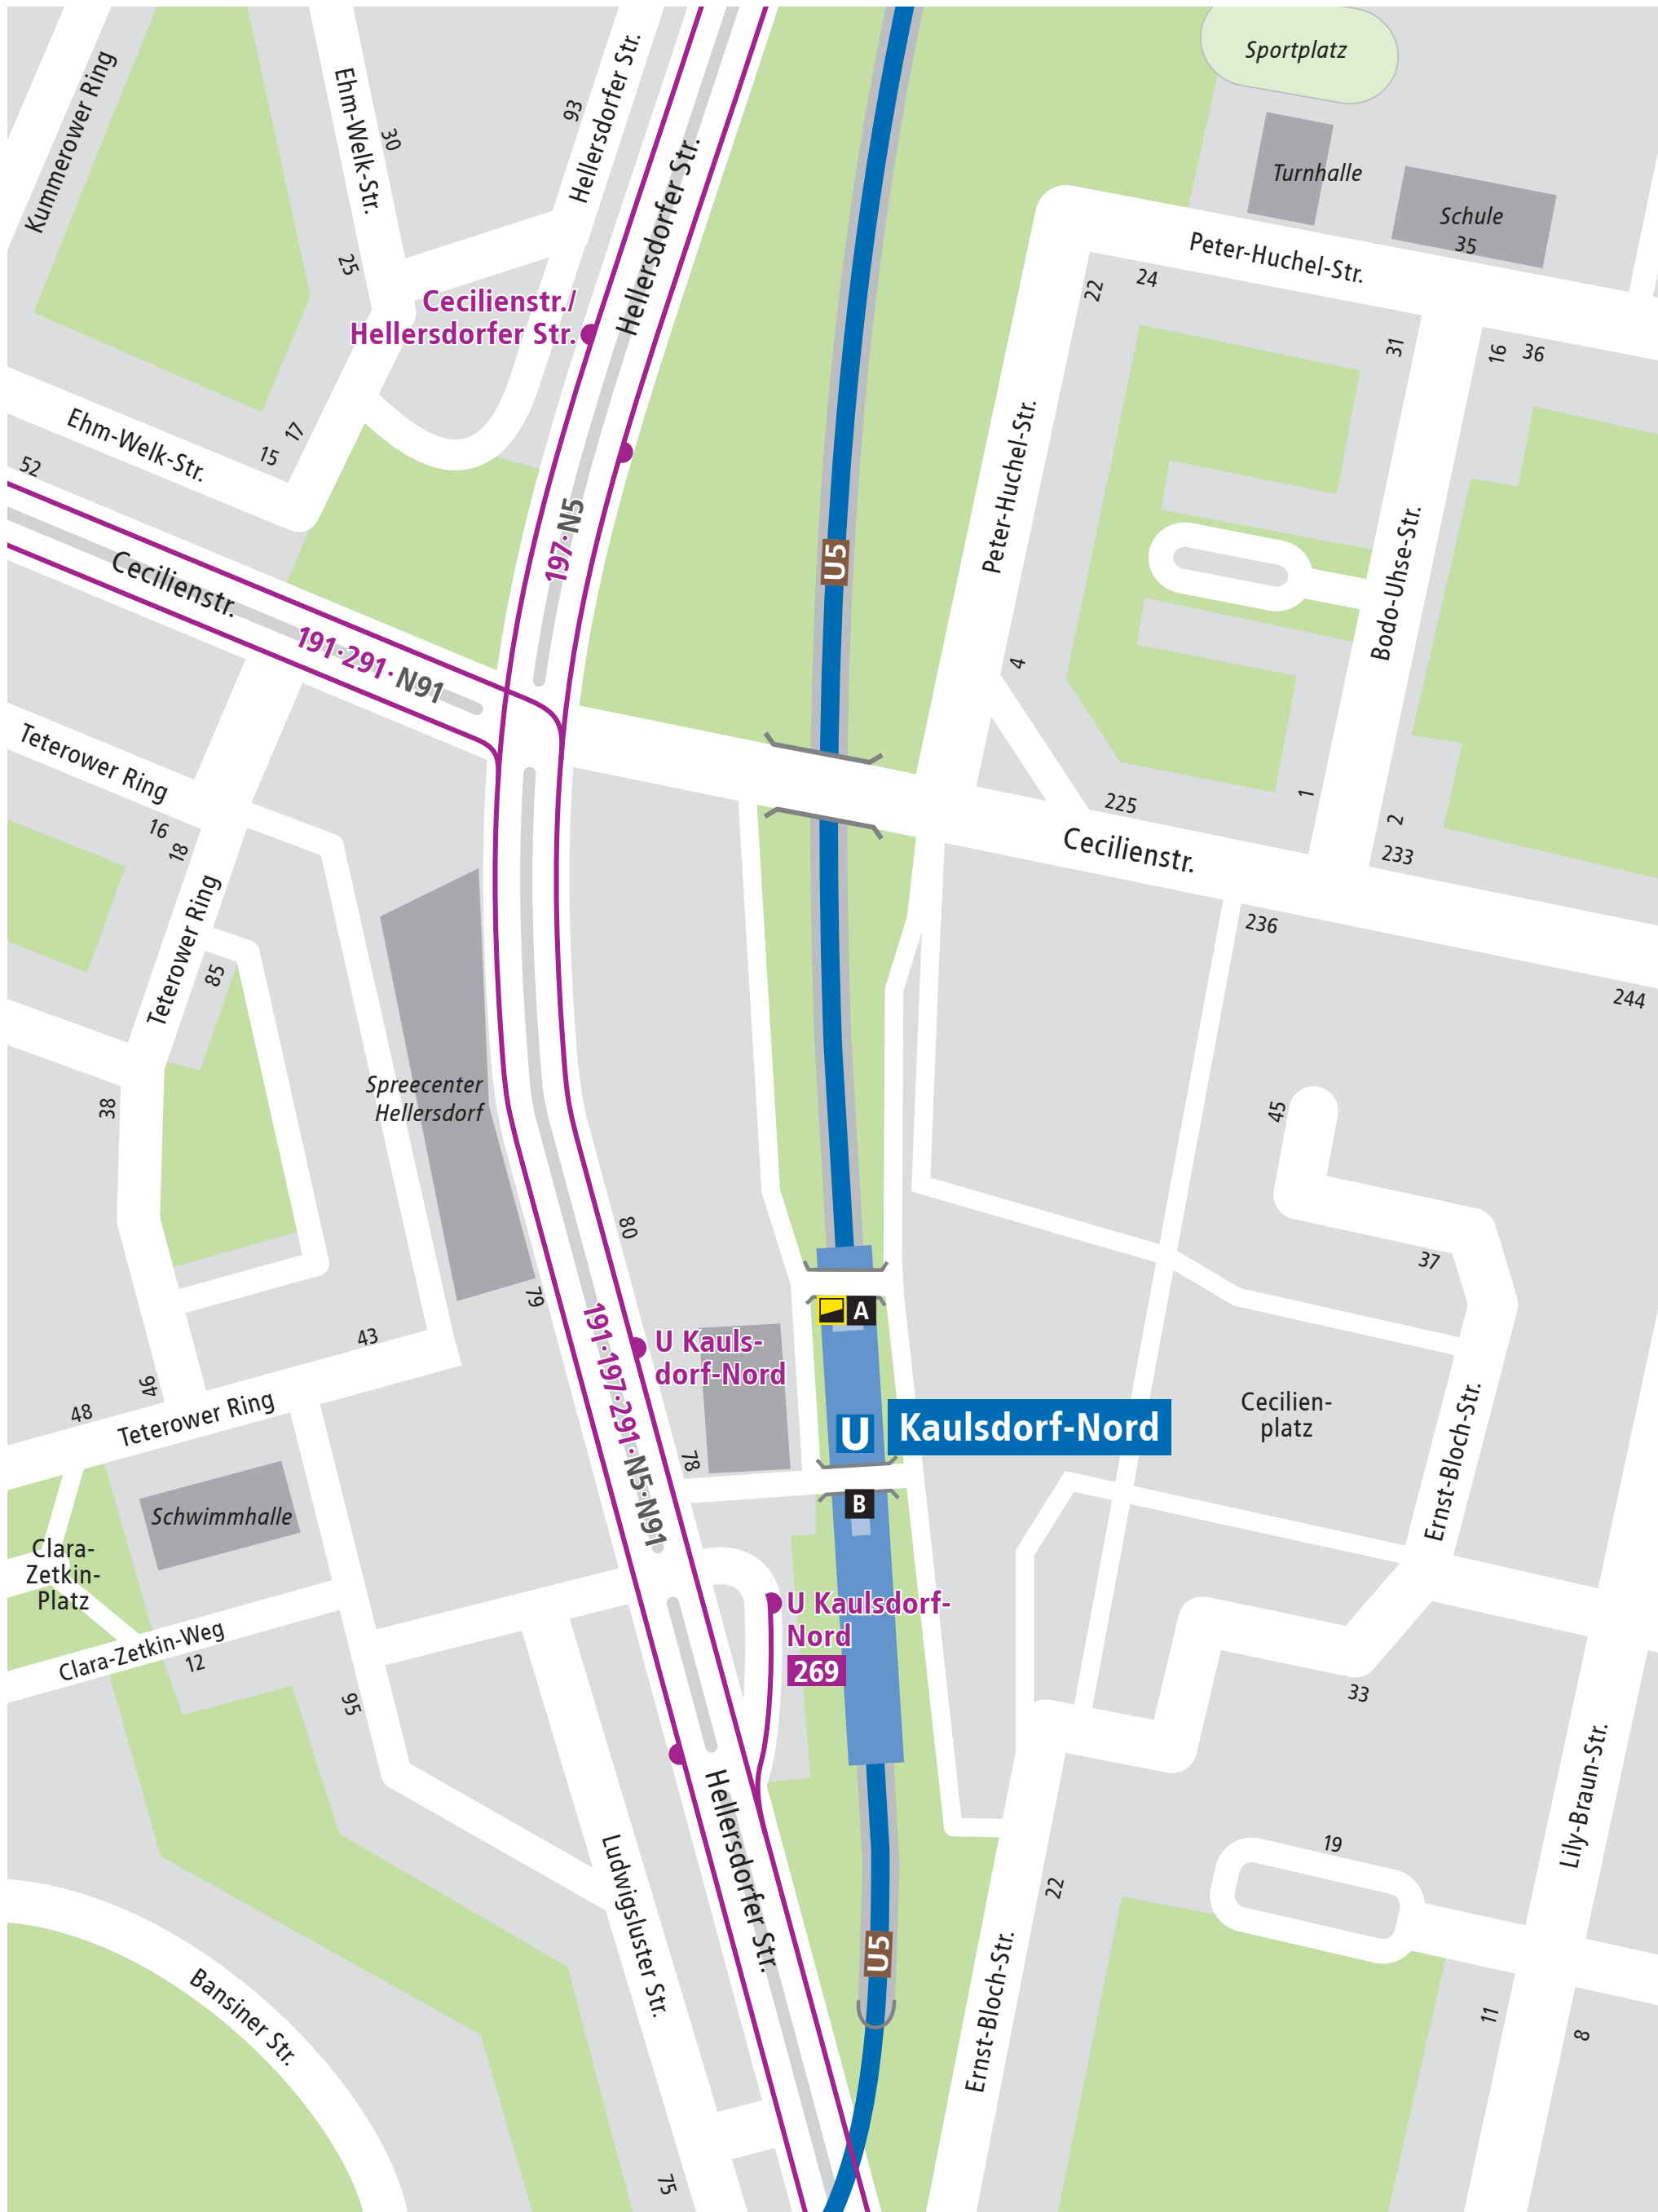 Sportplatz
Kummerower Ring
Ehm-Welk-Str.
30
93
Hellersdorfer Str.
Hellersdorfer Str.
Turnhalle
Schule
35
Peter-Huchel-Str.
25
22
24
Cecilienstr./
Hellersdorfer Str.
31
16
36
Ehm-Welk-Str.
15
17
52
Peter-Huchel-Str.
197·N5
U5
Bodo-Uhse-Str.
Cecilienstr.
191·291·N91
4
Teterower Ring
16
18
225
1
2
Cecilienstr.
233
236
244
Teterower Ring
85
38
Spreecenter
Hellersdorf
45
80
37
79
A
43
U Kauls-
dorf-Nord
191·197·291·N5·N91
46
48
Teterower Ring
U
Kaulsdorf-Nord
Cecilien-
platz
78
Ernst-Bloch-Str.
Schwimmhalle
B
Clara-
Zetkin-
Platz
U Kaulsdorf-
Nord
269
Clara-Zetkin-Weg
12
95
33
Hellersdorfer Str.
Lily-Braun-Str.
19
Ludwigsluster Str.
22
U5
Bansiner Str.
Ernst-Bloch-Str.
11
8
75